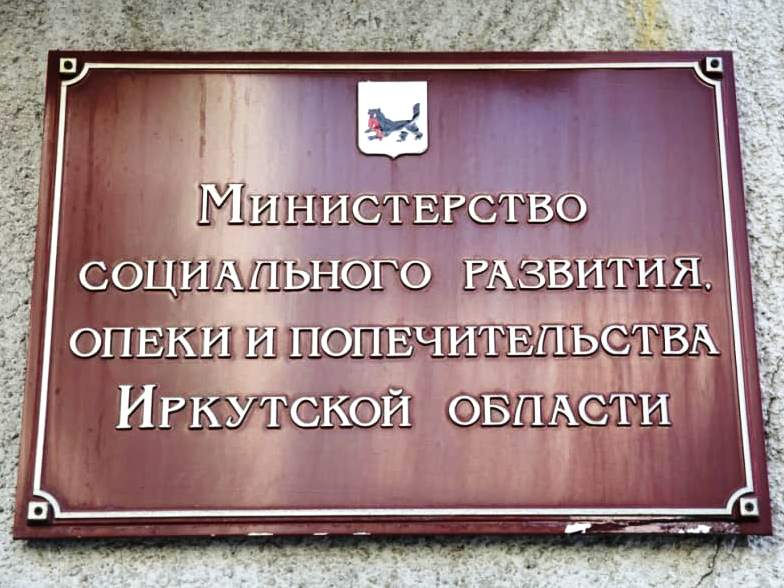 Министерство
социального развития,
опеки и попечительства
Иркутской области